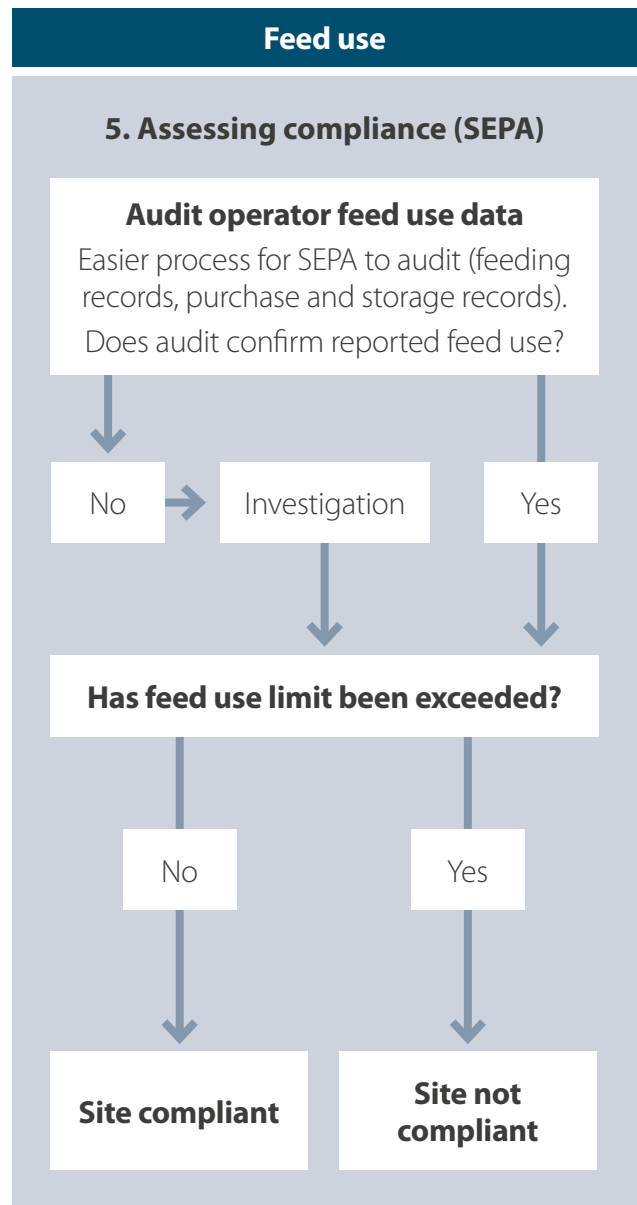 Feed use
5. Assessing compliance (SEPA)
Audit operator feed use data
Easier process for SEPA to audit (feeding
records, purchase and storage records).
Does audit confirm reported feed use?
No
Investigation
Yes
Has feed use limit been exceeded?
No
Yes
Site compliant
Site not
compliant